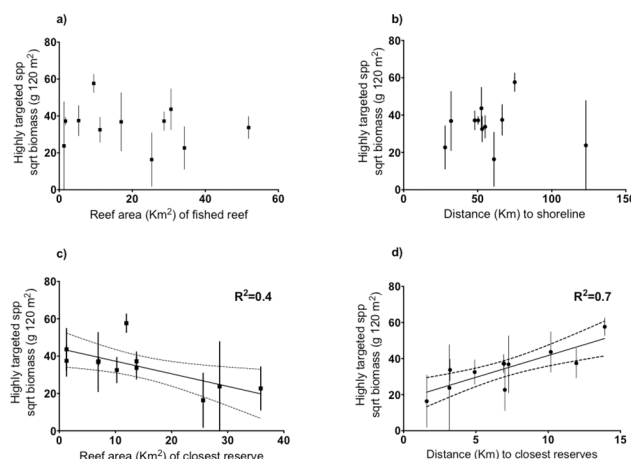 a)
Highly targeted spp
sqrt biomass (g 120 m²)
80
60
40
20
0
0 20 40 60
Reef area (Km²) of fished reef
b)
Highly targeted spp
sqrt biomass (g 120 m²)
80
60
40
20
0
0 50 100 150
Distance (Km) to shoreline
c)
R²=0.4
Highly targeted spp
sqrt biomass (g 120 m²)
80
60
40
20
0
0 10 20 30 40
Reef area (Km²) of closest reserve
d)
R²=0.7
Highly targeted spp
sqrt biomass (g 120 m²)
80
60
40
20
0
0 5 10 15
Distance (Km) to closest reserves